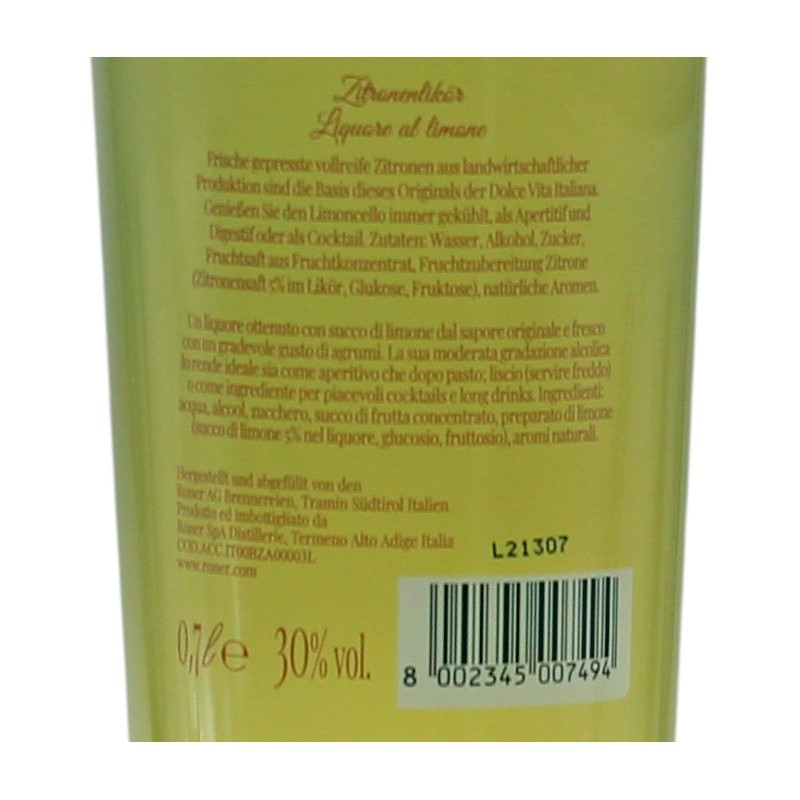 Zitronenlikör
Liquore al limone
Frische gepresste vollreife Zitronen aus landwirtschaftlicher
Produktion sind die Basis dieses Originals der Dolce Vita Italiana.
Genießen Sie den Limoncello immer gekühlt, als Apertitif und
Digestif oder als Cocktail. Zutaten: Wasser, Alkohol, Zucker,
Fruchtsaft aus Fruchtkonzentrat, Fruchtzubereitung Zitrone
(Zitronensaft 5% im Likör, Glukose, Fruktose), natürliche Aromen.
Un liquore ottenuto con succo di limone dal sapore originale e fresco
con un gradevole gusto di agrumi. La sua moderata gradazione alcolica
lo rende ideale sia come aperitivo che dopo pasto; liscio (servire freddo)
o come ingrediente per piacevoli cocktails e long drinks. Ingredienti:
acqua, alcool, zucchero, succo di frutta concentrato, preparato di limone
(succo di limone 5% nel liquore, glucosio, fruttosio), aromi naturali.
Hergestellt und abgefüllt von den
Roner AG Brennereien, Tramin Südtirol Italien
Prodotto ed imbottigliato da
Roner SpA Distillerie, Termeno Alto Adige Italia
COD.ACC.IT00BZA00003L
www.roner.com
L21307
0,7 l e 30% vol.
8 002345 007494